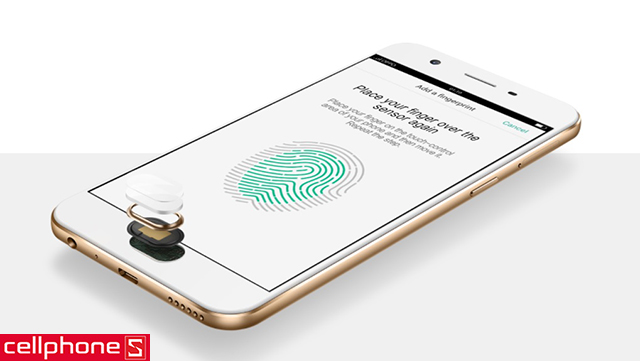 Add a fingerprint
Cancel
Place your finger over the
sensor again
Place your finger on the touch-control
area of your phone and then move it.
Repeat the step.
cellphone S